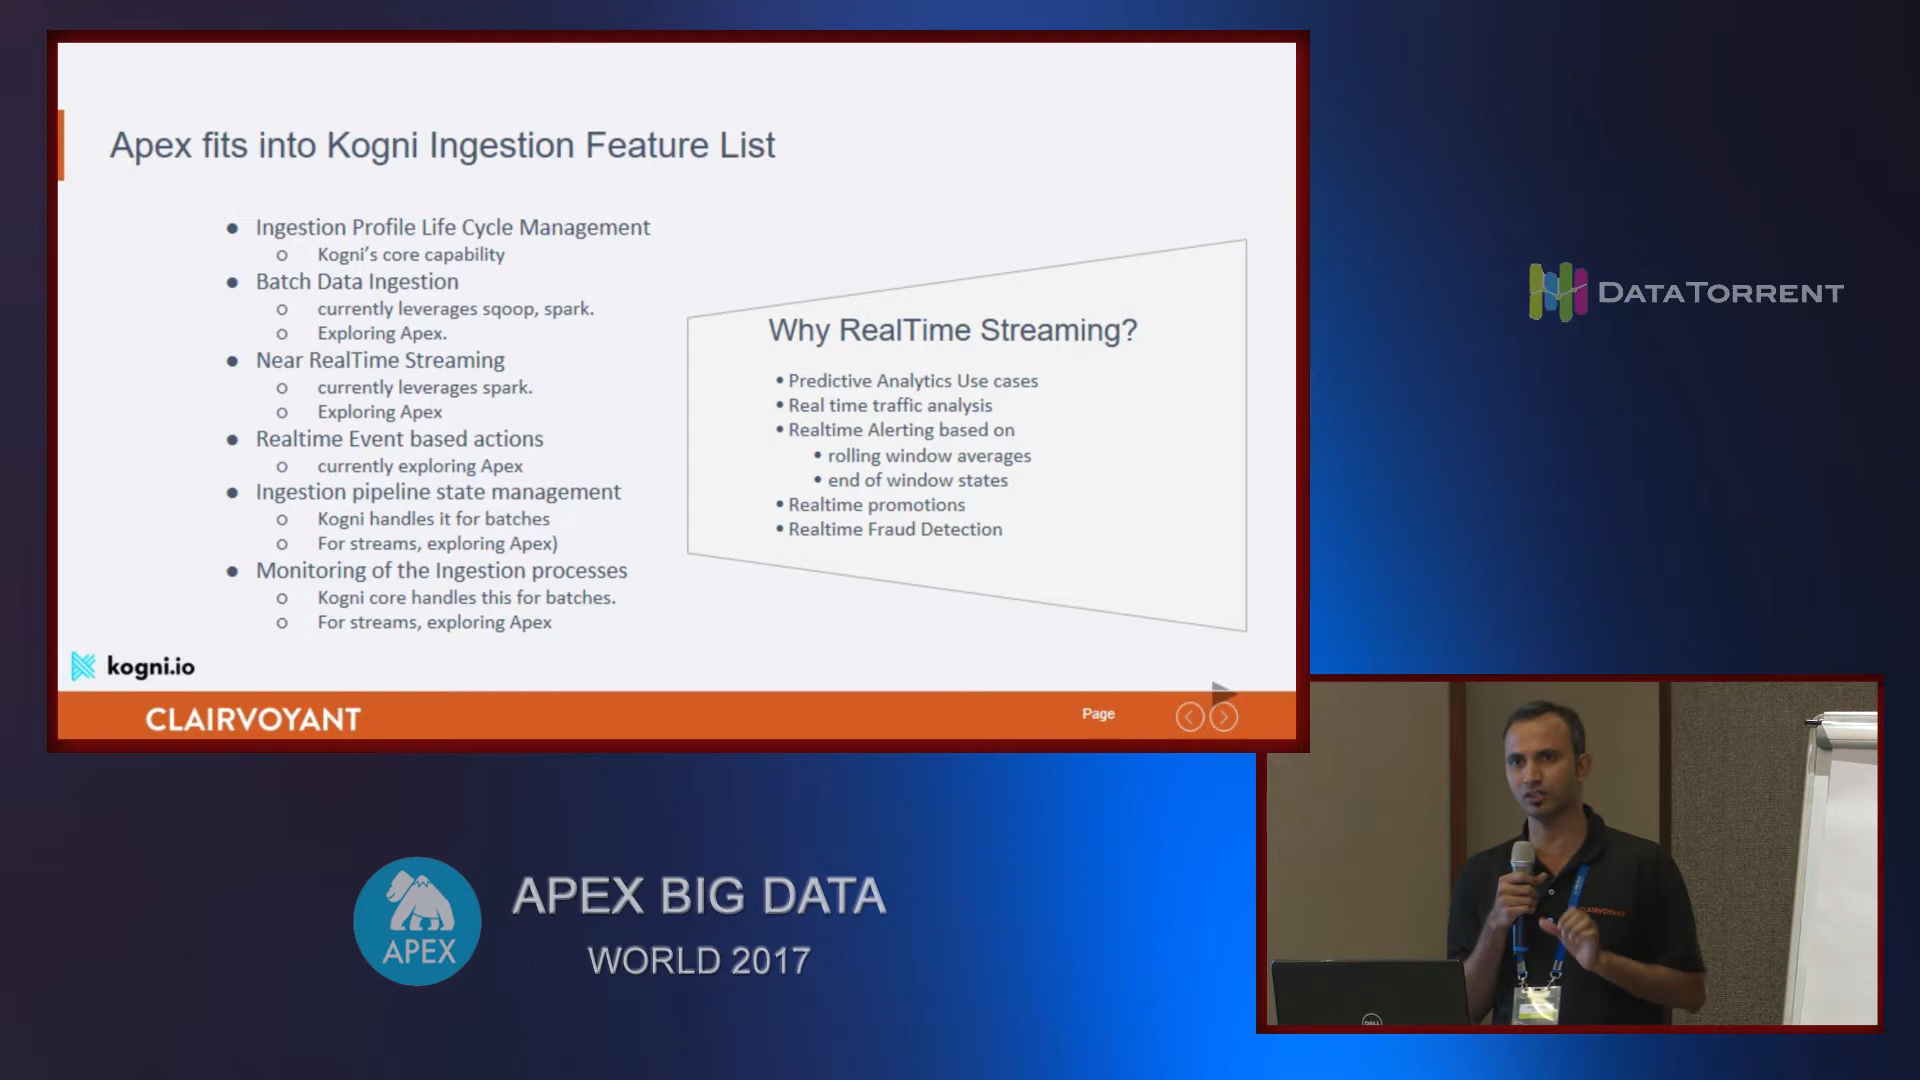 Apex fits into Kogni Ingestion Feature List
● Ingestion Profile Life Cycle Management
o Kogni's core capability
● Batch Data Ingestion
o currently leverages sqoop, spark.
o Exploring Apex.
● Near RealTime Streaming
o currently leverages spark.
o Exploring Apex
● Realtime Event based actions
o currently exploring Apex
● Ingestion pipeline state management
o Kogni handles it for batches
o For streams, exploring Apex)
● Monitoring of the Ingestion processes
o Kogni core handles this for batches.
o For streams, exploring Apex
Why RealTime Streaming?
• Predictive Analytics Use cases
• Real time traffic analysis
• Realtime Alerting based on
• rolling window averages
• end of window states
• Realtime promotions
• Realtime Fraud Detection
kogni.io
CLAIRVOYANT
Page
DATATORRENT
APEX
APEX BIG DATA
WORLD 2017
CLAIRVOYANT
DELL